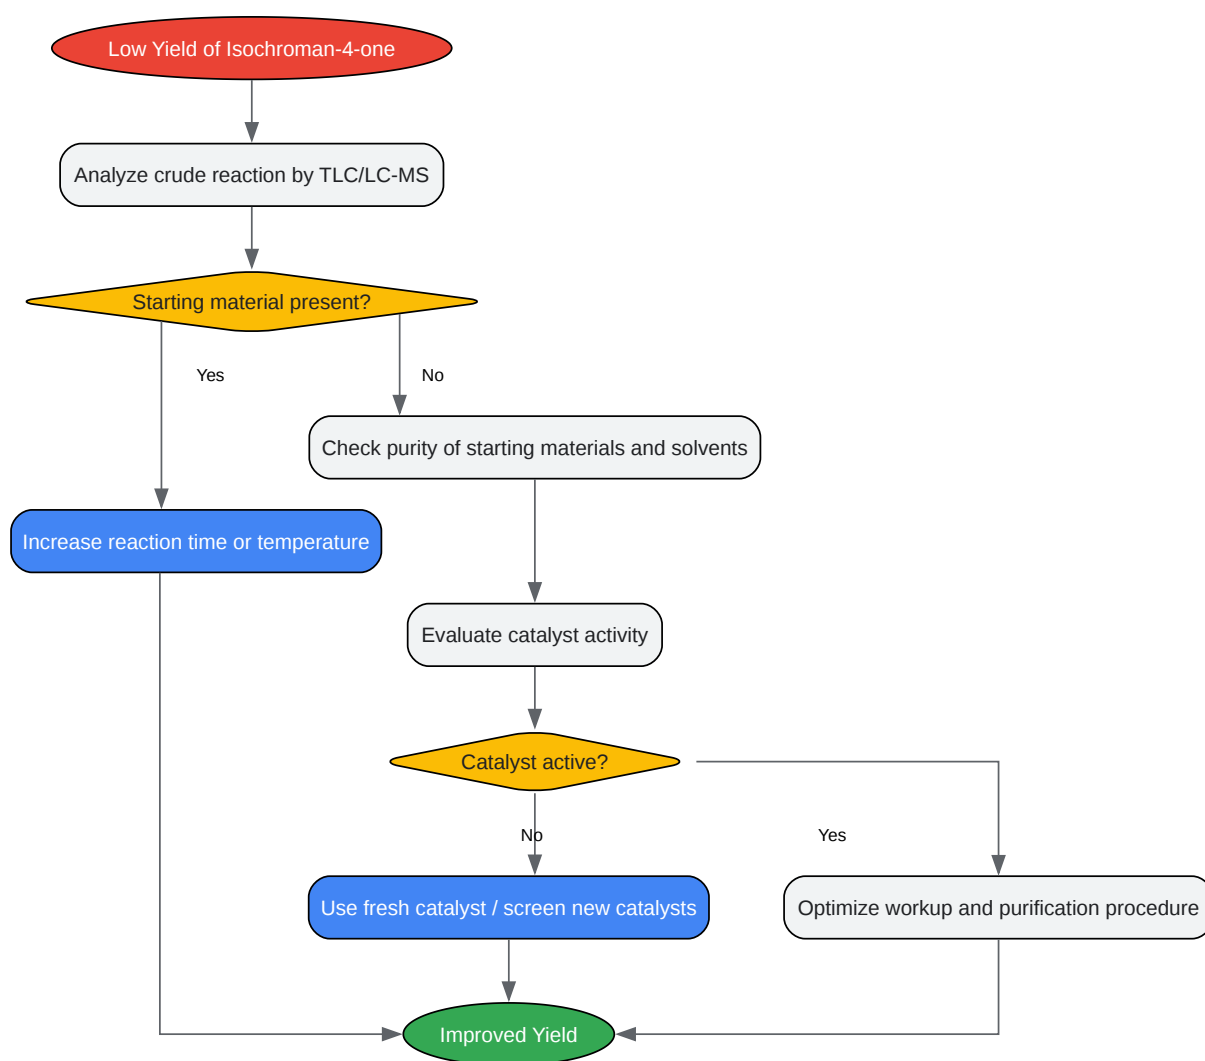 Low Yield of Isochroman-4-one
Analyze crude reaction by TLC/LC-MS
Starting material present?
Yes
No
Check purity of starting materials and solvents
Increase reaction time or temperature
Evaluate catalyst activity
Catalyst active?
No
Yes
Use fresh catalyst / screen new catalysts
Optimize workup and purification procedure
Improved Yield